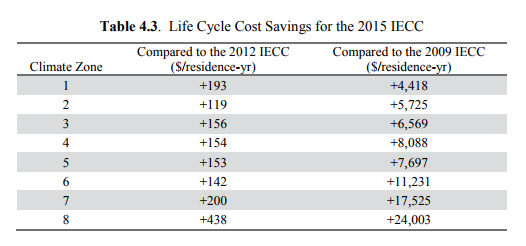 Table 4.3. Life Cycle Cost Savings for the 2015 IECC
Climate Zone Compared to the 2012 IECC ($/residence-yr) Compared to the 2009 IECC ($/residence-yr)
1 +193 +4,418
2 +119 +5,725
3 +156 +6,569
4 +154 +8,088
5 +153 +7,697
6 +142 +11,231
7 +200 +17,525
8 +438 +24,003